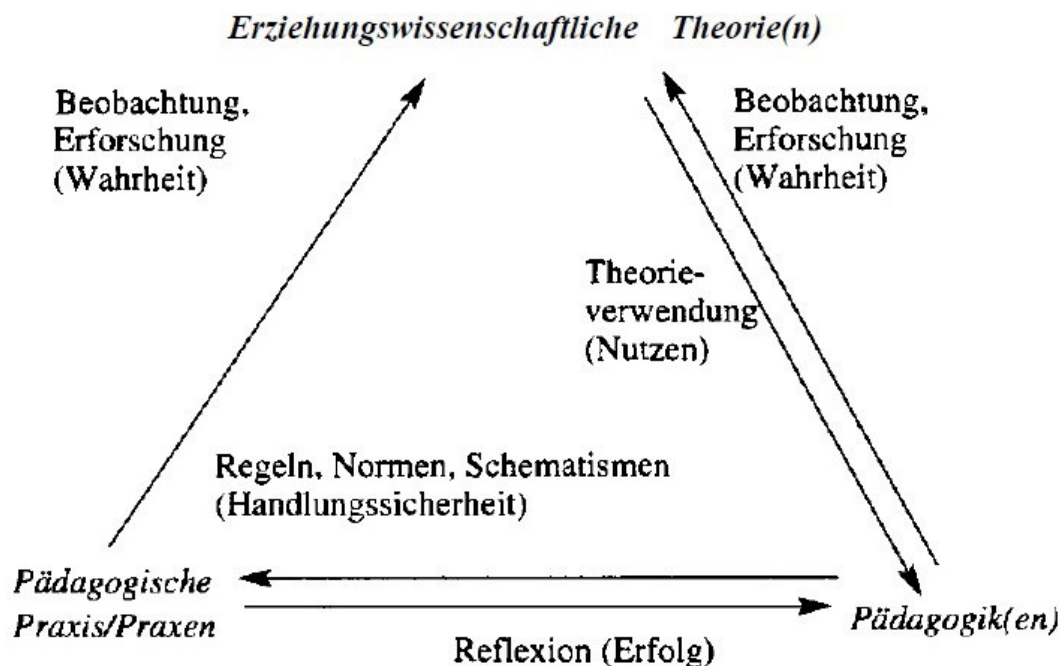 Erziehungswissenschaftliche Theorie(n)
Beobachtung,
Erforschung
(Wahrheit)
Beobachtung,
Erforschung
(Wahrheit)
Theorie-
verwendung
(Nutzen)
Regeln, Normen, Schematismen
(Handlungssicherheit)
Pädagogische
Praxis/Praxen
Pädagogik(en)
Reflexion (Erfolg)